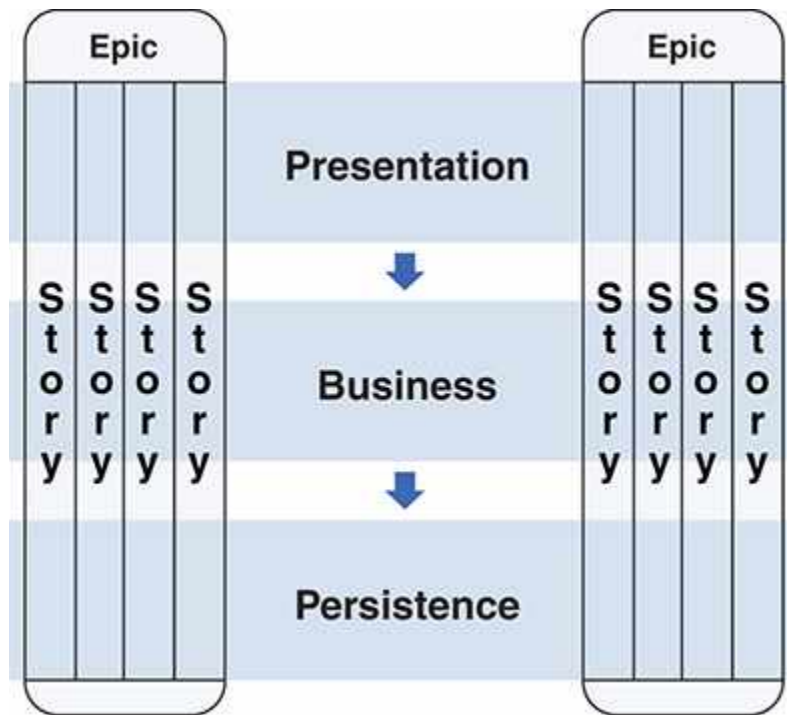 Epic
Epic
Presentation
Story
Story
Story
Story
Business
Story
Story
Story
Story
Persistence